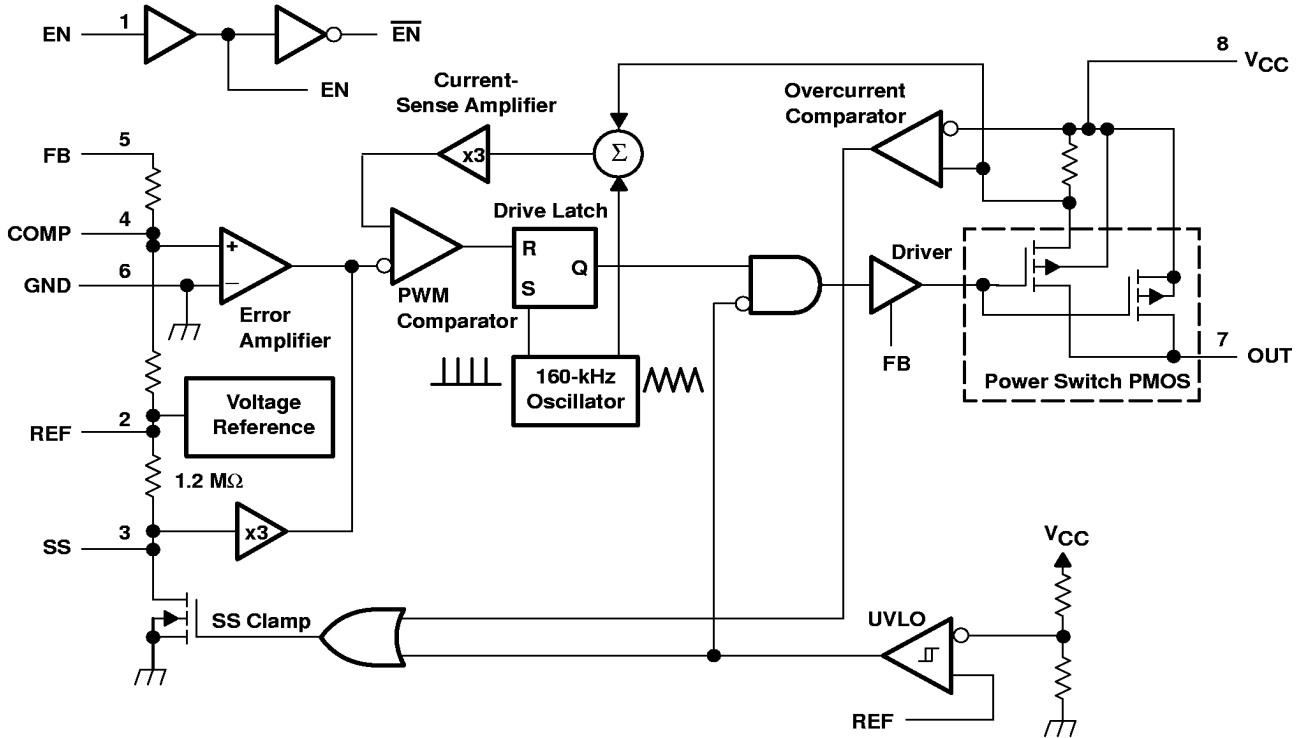 EN
1
EN
EN
8
VCC
Current-
Sense Amplifier
Overcurrent
Comparator
5
FB
x3
Σ
4
COMP
Drive Latch
6
GND
+
–
R
Q
S
Driver
PWM
Comparator
Error
Amplifier
FB
7
OUT
Power Switch PMOS
160-kHz
Oscillator
Voltage
Reference
2
REF
1.2 MΩ
3
SS
x3
VCC
SS Clamp
UVLO
REF